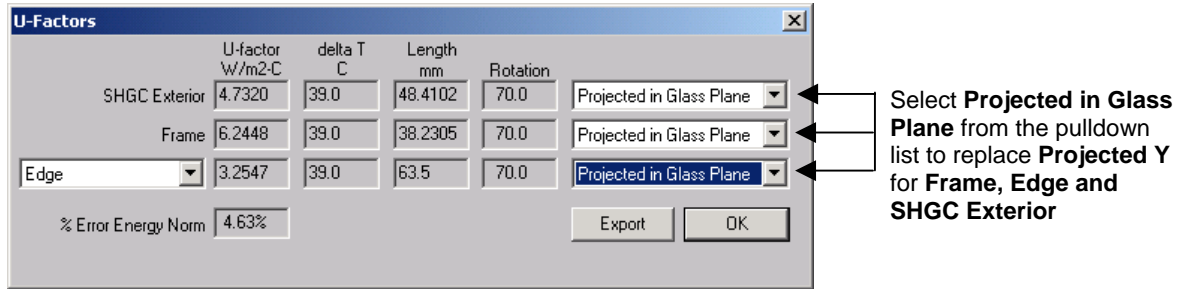 U-Factors
U-factor delta T Length
W/m2-C C mm Rotation
SHGC Exterior 4.7320 39.0 48.4102 70.0 Projected in Glass Plane
Frame 6.2448 39.0 38.2305 70.0 Projected in Glass Plane
Edge 3.2547 39.0 63.5 70.0 Projected in Glass Plane
% Error Energy Norm 4.63% Export OK
Select Projected in Glass
Plane from the pulldown
list to replace Projected Y
for Frame, Edge and
SHGC Exterior